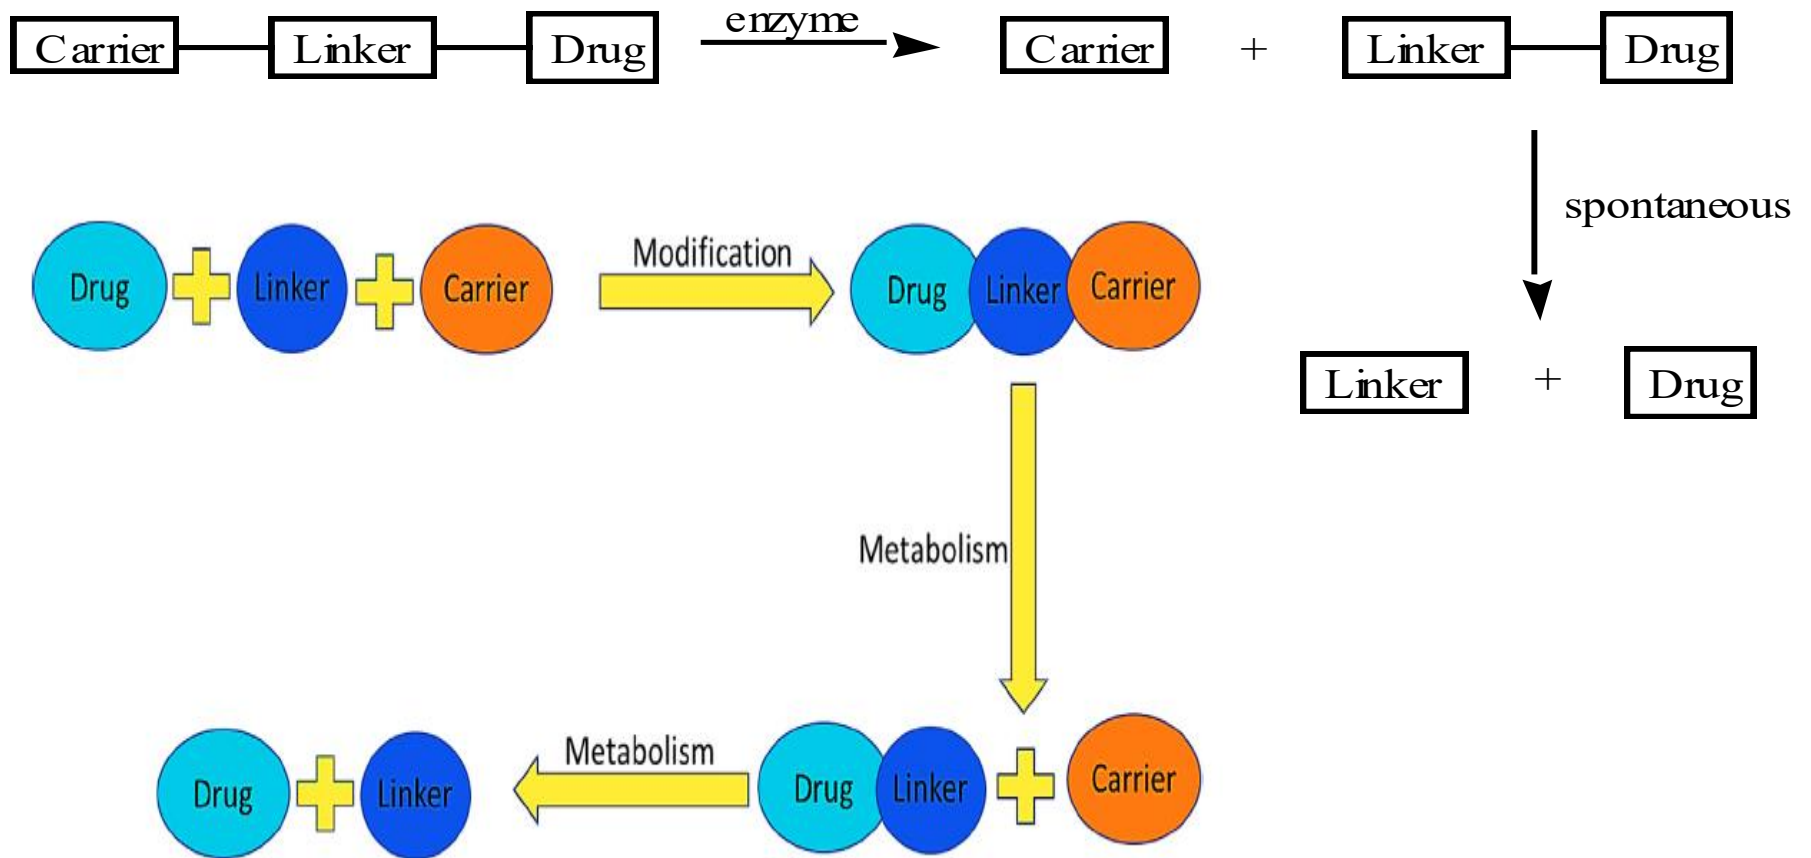 Carrier Linker Drug enzyme Carrier + Linker Drug
spontaneous
Linker + Drug
Drug Linker Carrier Modification Drug Linker Carrier
Metabolism
Drug Linker Metabolism Drug Linker Carrier